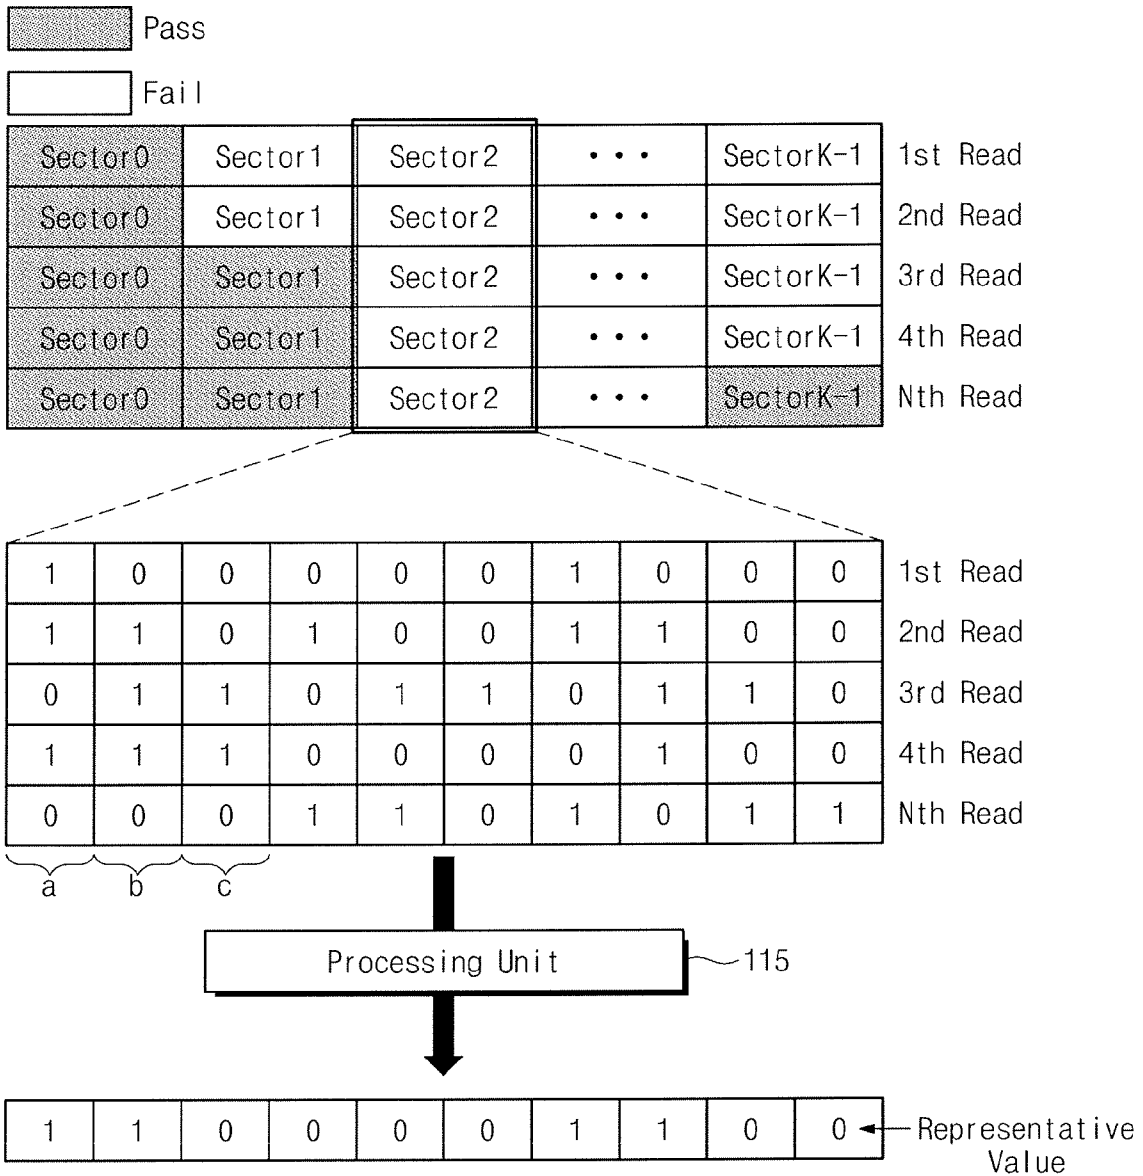 Pass
Fail
Sector0 Sector1 Sector2 ••• SectorK-1 1st Read
Sector0 Sector1 Sector2 ••• SectorK-1 2nd Read
Sector0 Sector1 Sector2 ••• SectorK-1 3rd Read
Sector0 Sector1 Sector2 ••• SectorK-1 4th Read
Sector0 Sector1 Sector2 ••• SectorK-1 Nth Read
1 0 0 0 0 0 1 0 0 0 1st Read
1 1 0 1 0 0 1 1 0 0 2nd Read
0 1 1 0 1 1 0 1 1 0 3rd Read
1 1 1 0 0 0 0 1 0 0 4th Read
0 0 0 1 1 0 1 0 1 1 Nth Read
a b c
Processing Unit 115
1 1 0 0 0 0 1 1 0 0 Representative
Value